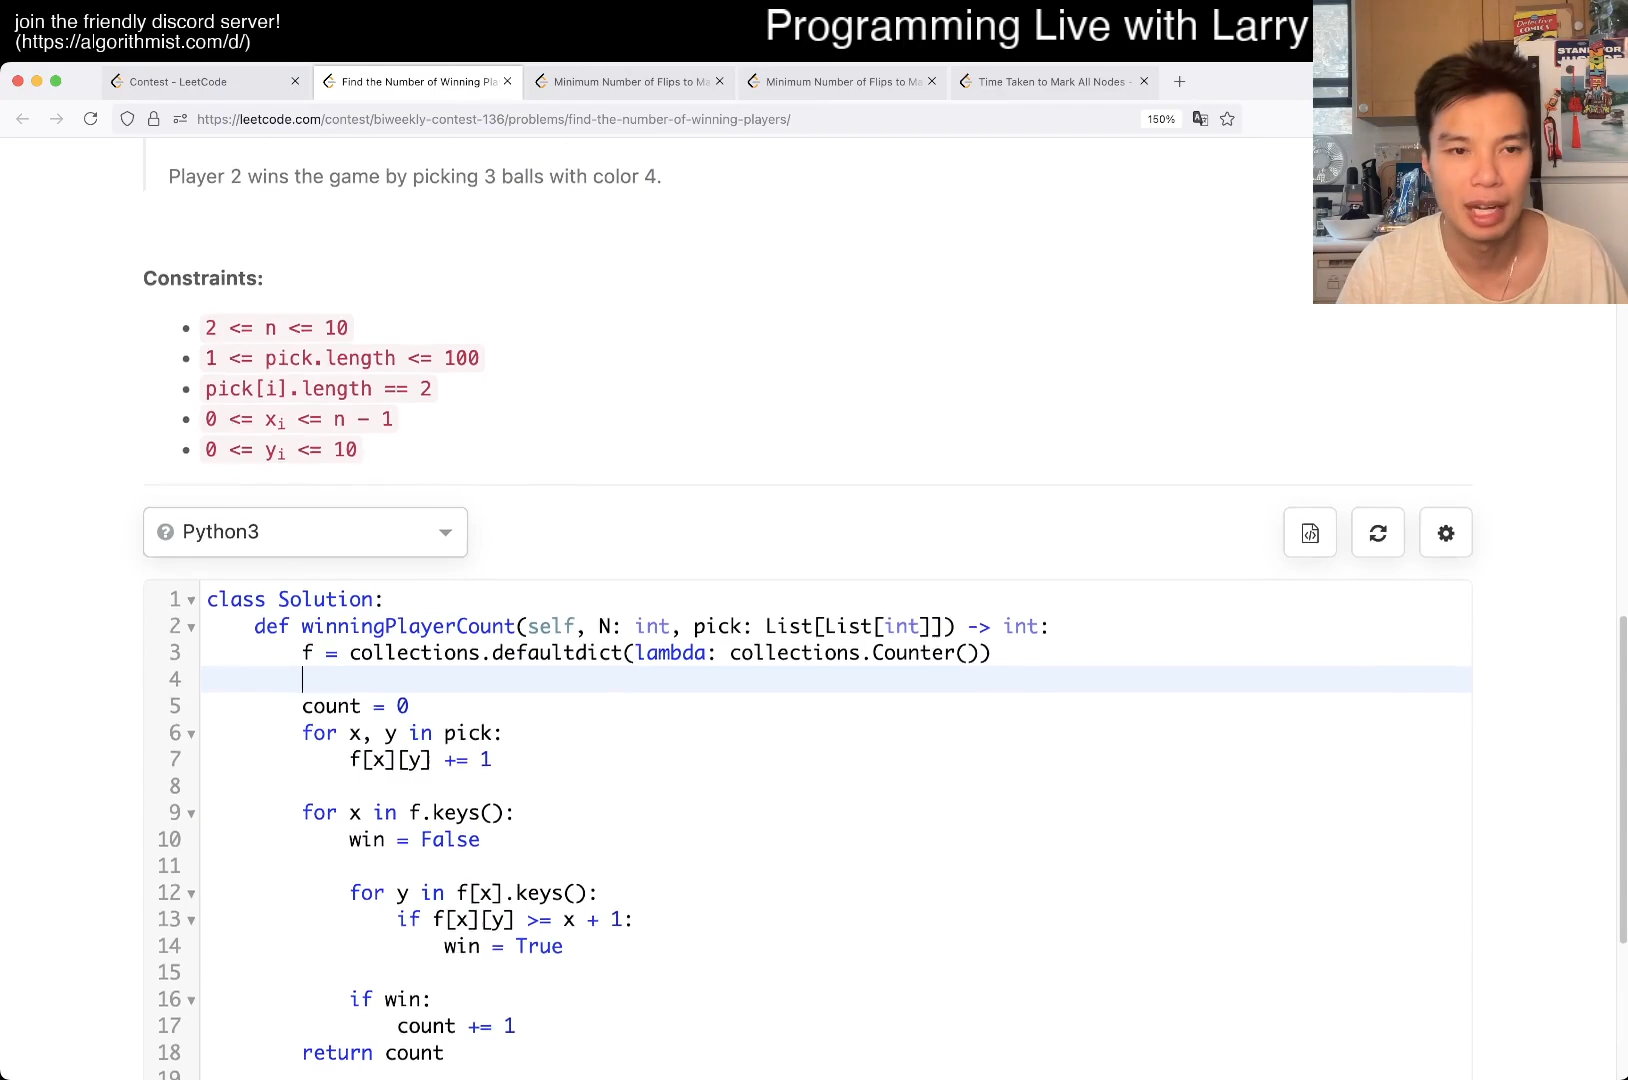 join the friendly discord server!
(https://algorithmist.com/d/)
Programming Live with Larry
Contest - LeetCode
Find the Number of Winning Pla
Minimum Number of Flips to Ma
Minimum Number of Flips to Ma
Time Taken to Mark All Nodes -
https://leetcode.com/contest/biweekly-contest-136/problems/find-the-number-of-winning-players/
150%
Player 2 wins the game by picking 3 balls with color 4.
Constraints:
2 <= n <= 10
1 <= pick.length <= 100
pick[i].length == 2
0 <= xi <= n - 1
0 <= yi <= 10
Python3
1 class Solution:
2 def winningPlayerCount(self, N: int, pick: List[List[int]]) -> int:
3 f = collections.defaultdict(lambda: collections.Counter())
4
5 count = 0
6 for x, y in pick:
7 f[x][y] += 1
8
9 for x in f.keys():
10 win = False
11
12 for y in f[x].keys():
13 if f[x][y] >= x + 1:
14 win = True
15
16 if win:
17 count += 1
18 return count
19